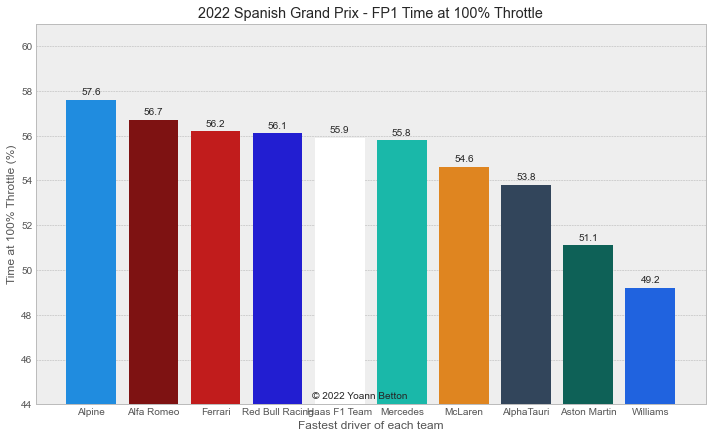 2022 Spanish Grand Prix - FP1 Time at 100% Throttle
60
58
56
54
52
50
48
46
44
Time at 100% Throttle (%)
57.6
56.7
56.2
56.1
55.9
55.8
54.6
53.8
51.1
49.2
© 2022 Yoann Betton
Alpine
Alfa Romeo
Ferrari
Red Bull Racing
Haas F1 Team
Mercedes
McLaren
AlphaTauri
Aston Martin
Williams
Fastest driver of each team